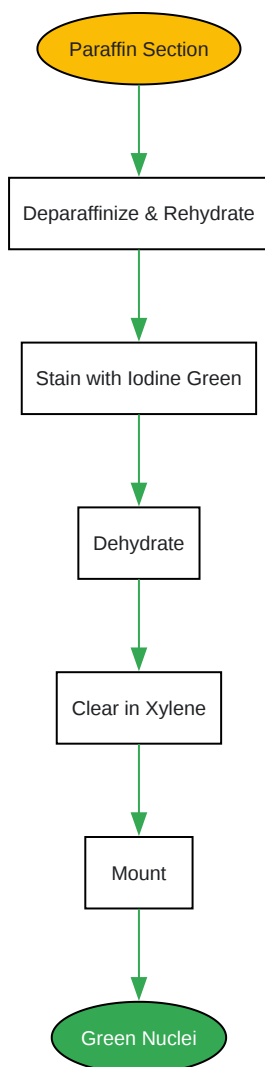 Paraffin Section
Deparaffinize & Rehydrate
Stain with Iodine Green
Dehydrate
Clear in Xylene
Mount
Green Nuclei